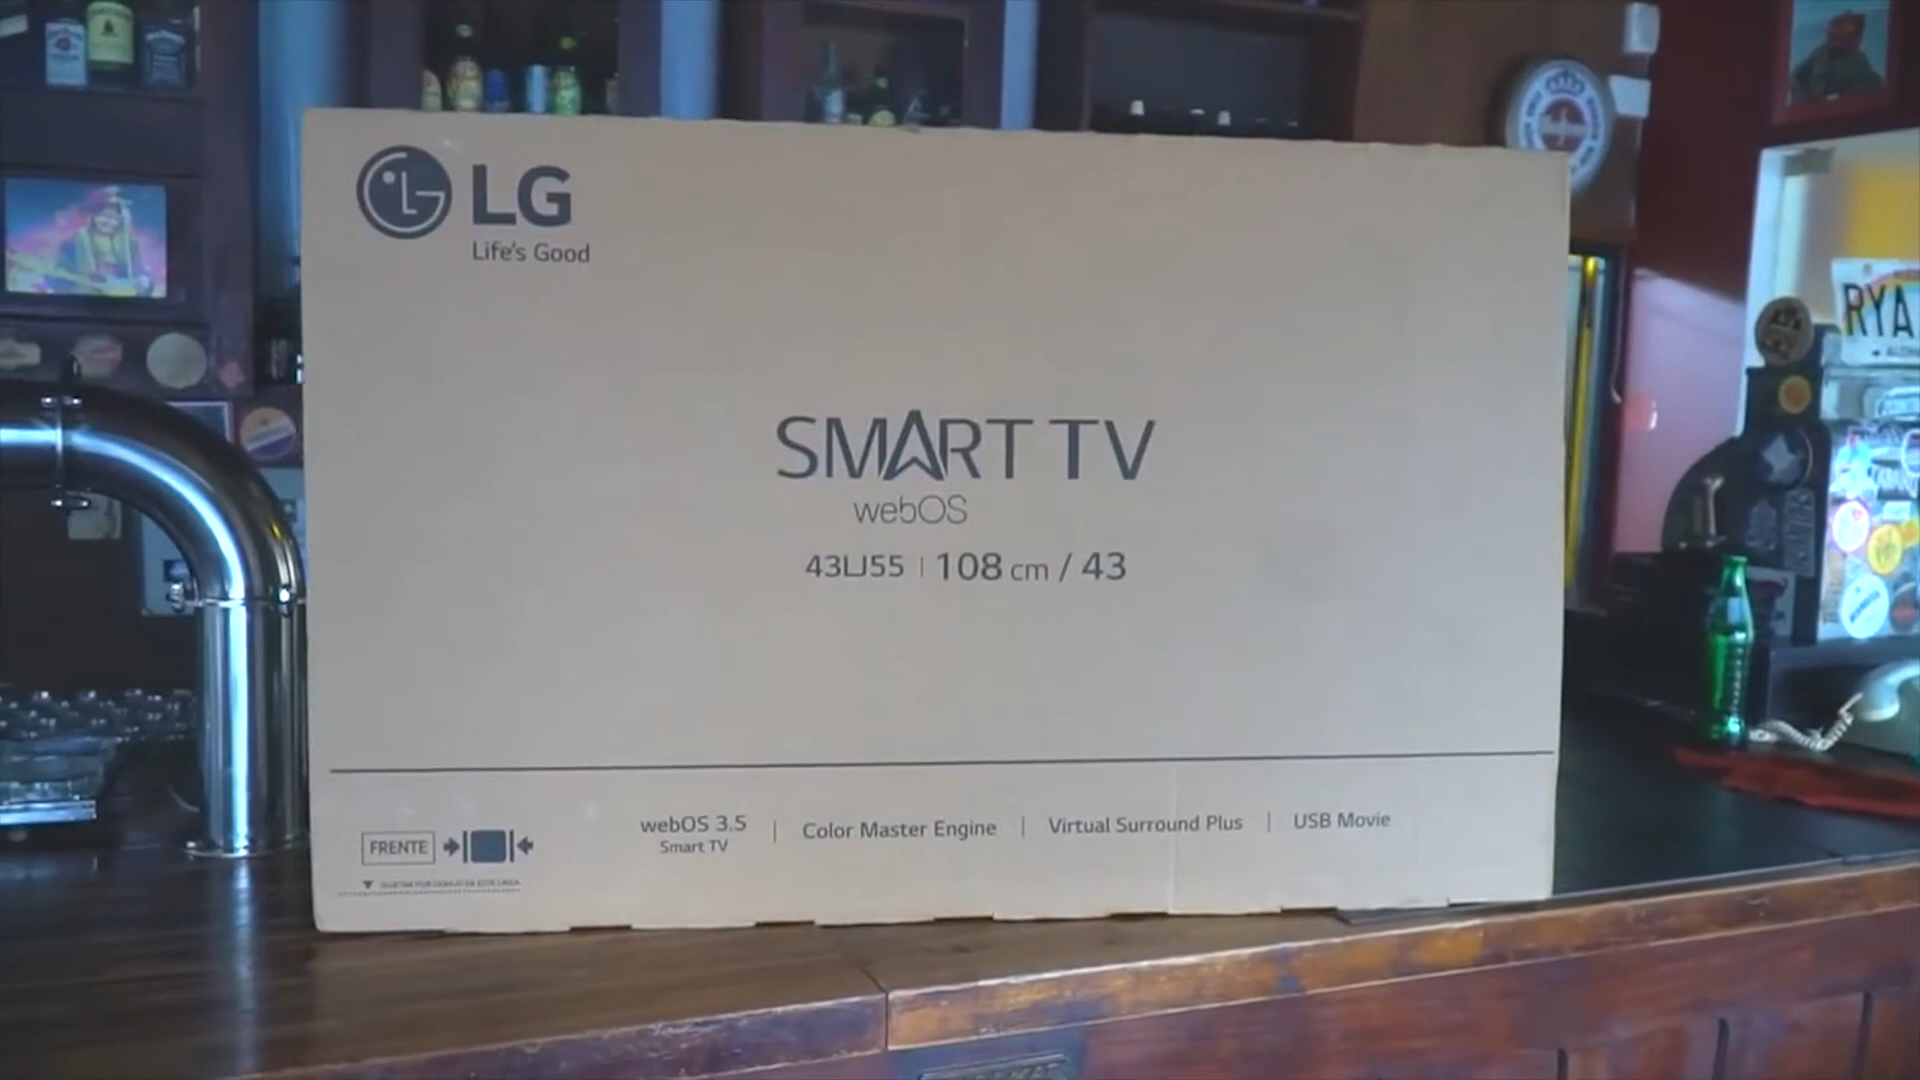 LG
Life's Good
SMART TV
webOS
43LJ55 | 108 cm / 43
webOS 3.5
Smart TV
| Color Master Engine | Virtual Surround Plus | USB Movie
FRENTE
RYA